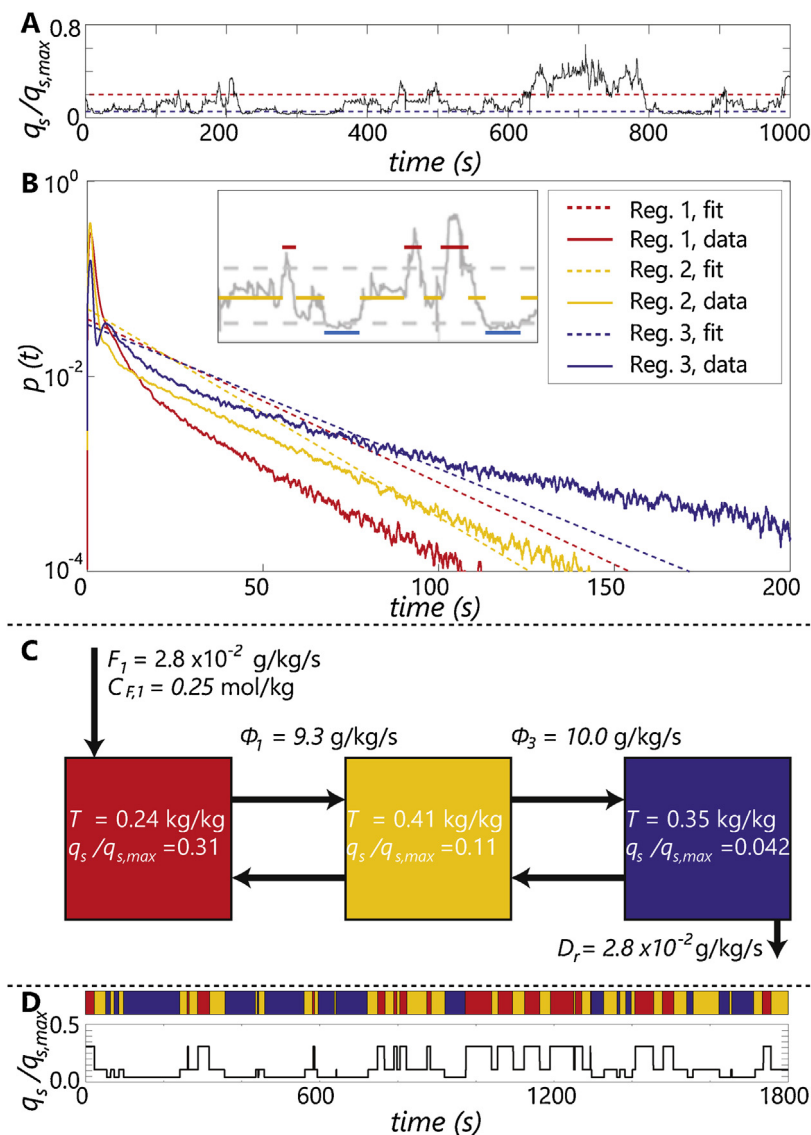 A
0.8
0
q_s/q_s,max
0 200 400 600 800 1000
time (s)
B
10^0
10^-2
10^-4
p (t)
Reg. 1, fit
Reg. 1, data
Reg. 2, fit
Reg. 2, data
Reg. 3, fit
Reg. 3, data
0 50 100 150 200
time (s)
C
F_1 = 2.8 x10^-2 g/kg/s
C_F,1 = 0.25 mol/kg
Φ_1 = 9.3 g/kg/s
Φ_3 = 10.0 g/kg/s
T = 0.24 kg/kg
q_s /q_s,max =0.31
T = 0.41 kg/kg
q_s /q_s,max =0.11
T = 0.35 kg/kg
q_s /q_s,max =0.042
D_r = 2.8 x10^-2 g/kg/s
D
0.5
0.0
q_s/q_s,max
0 600 1200 1800
time (s)